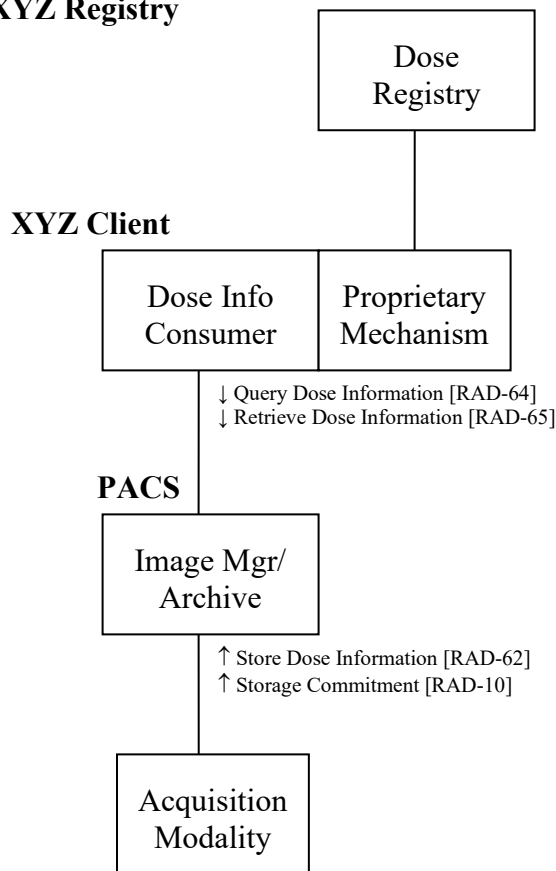 XYZ Registry
Dose
Registry
XYZ Client
Dose Info
Consumer
Proprietary
Mechanism
↓ Query Dose Information [RAD-64]
↓ Retrieve Dose Information [RAD-65]
PACS
Image Mgr/
Archive
↑ Store Dose Information [RAD-62]
↑ Storage Commitment [RAD-10]
Acquisition
Modality